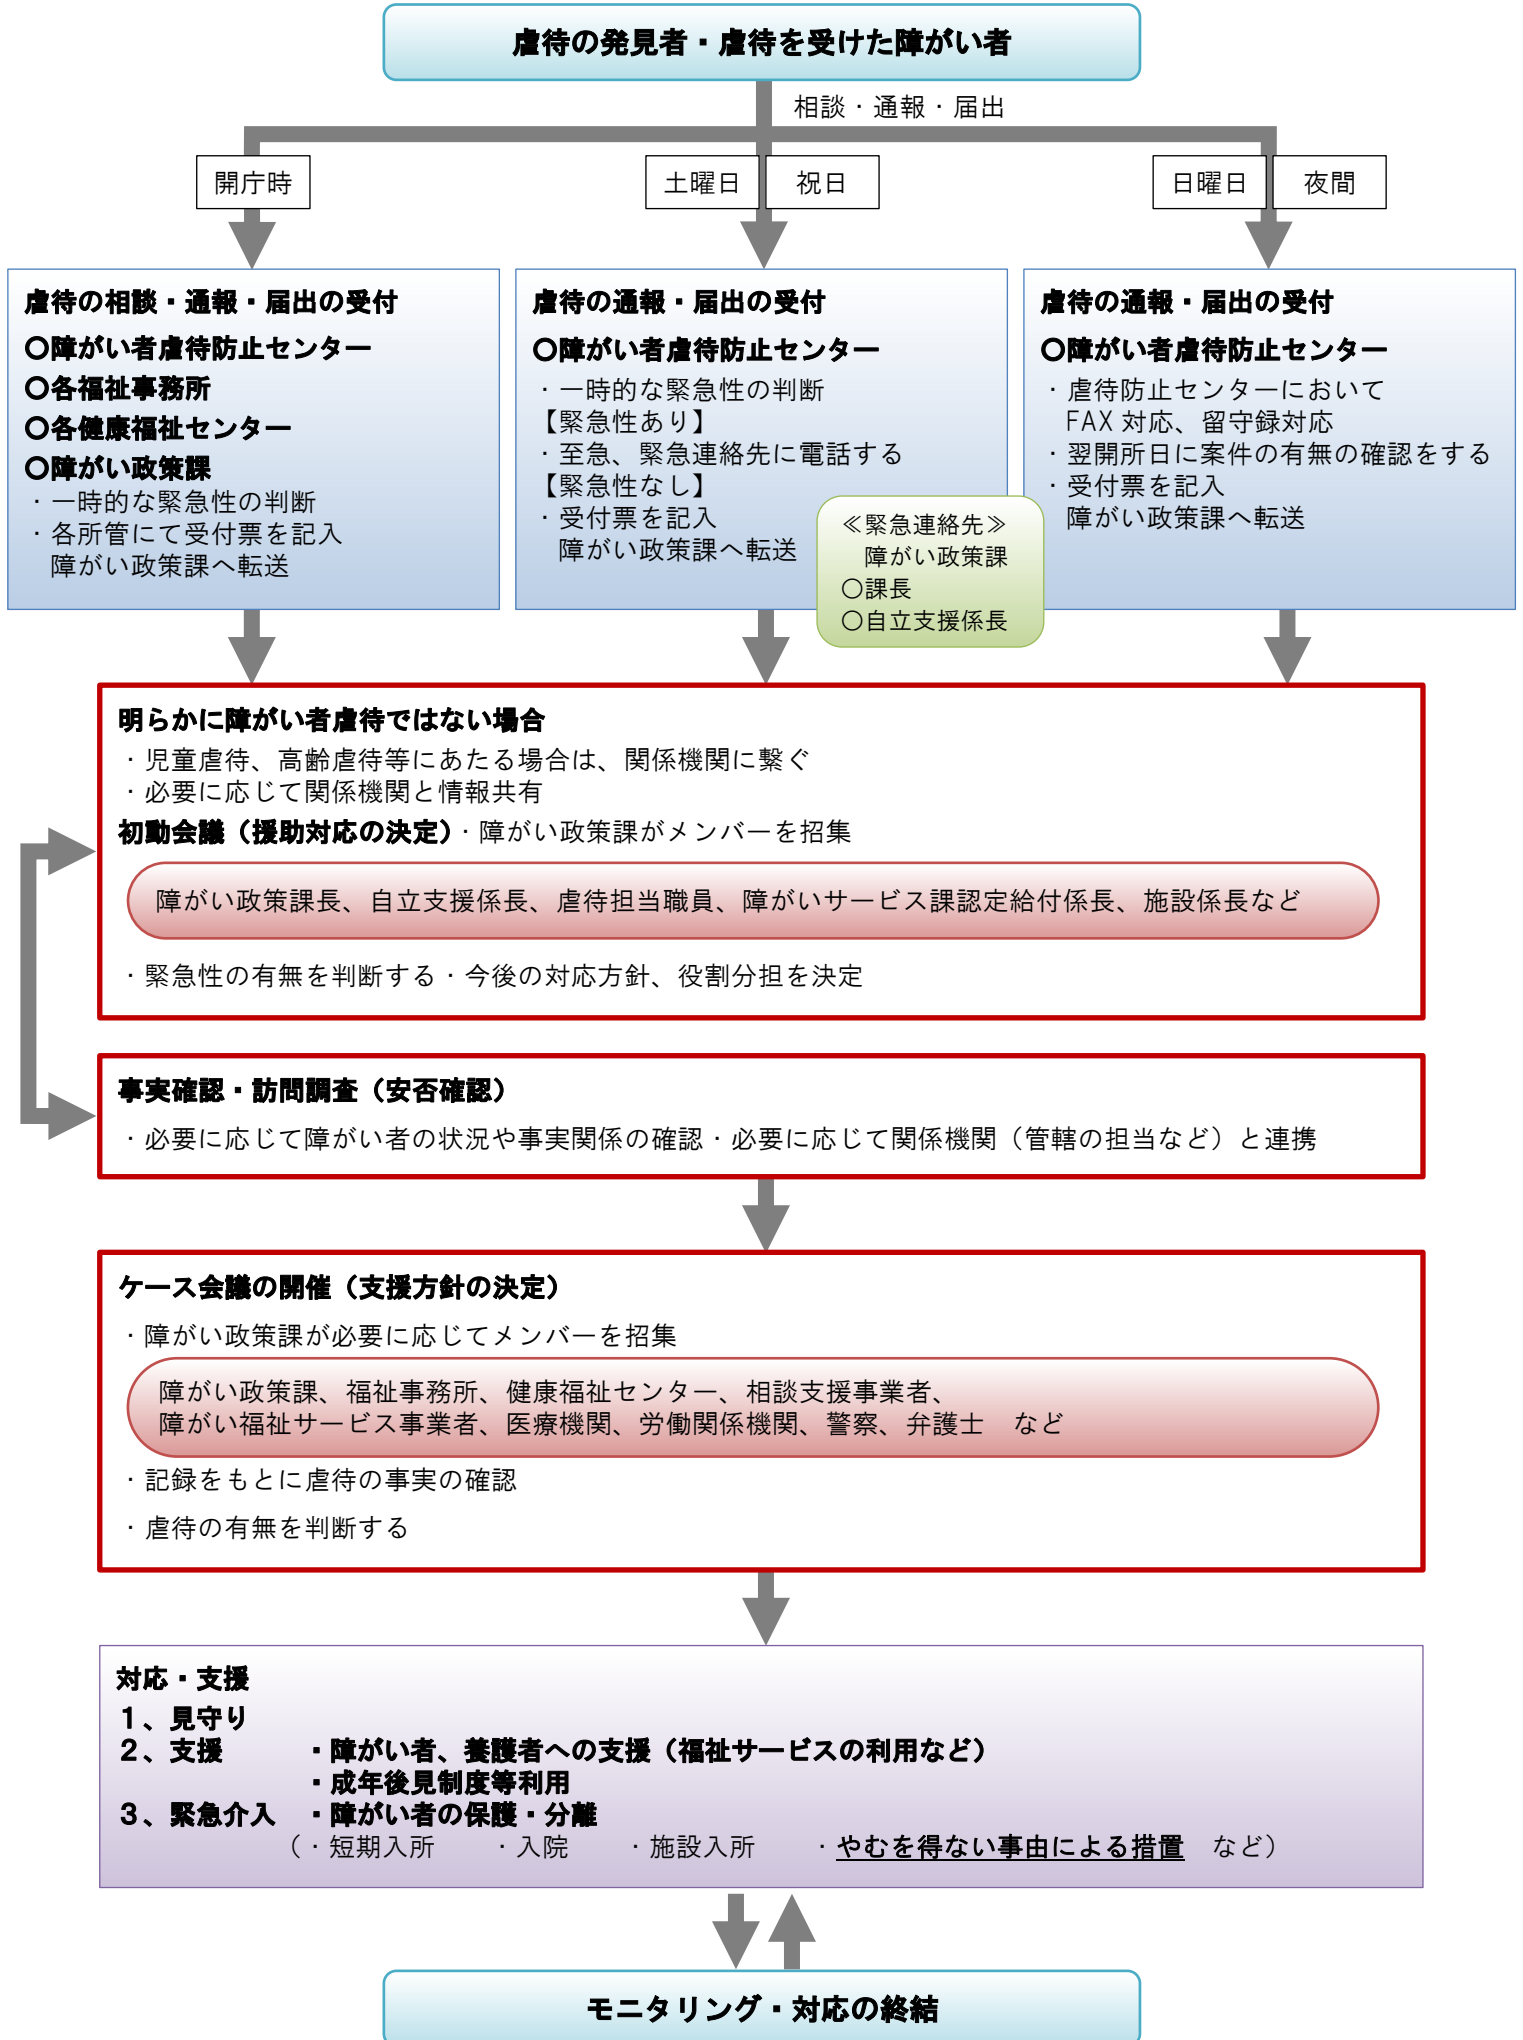 虐待の発見者・虐待を受けた障がい者
相談・通報・届出
開庁時
土曜日
祝日
日曜日
夜間
虐待の相談・通報・届出の受付
〇障がい者虐待防止センター
〇各福祉事務所
〇各健康福祉センター
〇障がい政策課
・一時的な緊急性の判断
・各所管にて受付票を記入
障がい政策課へ転送
虐待の通報・届出の受付
〇障がい者虐待防止センター
・一時的な緊急性の判断
【緊急性あり】
・至急、緊急連絡先に電話する
【緊急性なし】
・受付票を記入
障がい政策課へ転送
≪緊急連絡先≫
障がい政策課
〇課長
〇自立支援係長
虐待の通報・届出の受付
〇障がい者虐待防止センター
・虐待防止センターにおいて
FAX 対応、留守録対応
・翌開所日に案件の有無の確認をする
・受付票を記入
障がい政策課へ転送
明らかに障がい者虐待ではない場合
・児童虐待、高齢虐待等にあたる場合は、関係機関に繋ぐ
・必要に応じて関係機関と情報共有
初動会議（援助対応の決定）・障がい政策課がメンバーを招集
障がい政策課長、自立支援係長、虐待担当職員、障がいサービス課認定給付係長、施設係長など
・緊急性の有無を判断する・今後の対応方針、役割分担を決定
事実確認・訪問調査（安否確認）
・必要に応じて障がい者の状況や事実関係の確認・必要に応じて関係機関（管轄の担当など）と連携
ケース会議の開催（支援方針の決定）
・障がい政策課が必要に応じてメンバーを招集
障がい政策課、福祉事務所、健康福祉センター、相談支援事業者、
障がい福祉サービス事業者、医療機関、労働関係機関、警察、弁護士　など
・記録をもとに虐待の事実の確認
・虐待の有無を判断する
対応・支援
１、見守り
２、支援　　　・障がい者、養護者への支援（福祉サービスの利用など）
・成年後見制度等利用
３、緊急介入　・障がい者の保護・分離
（・短期入所　　・入院　　・施設入所　　・やむを得ない事由による措置　など）
モニタリング・対応の終結